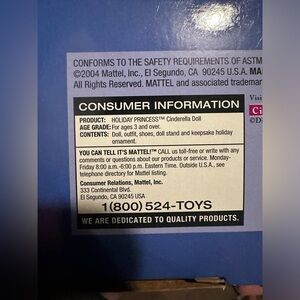 CONFORMS TO THE SAFETY REQUIREMENTS OF ASTM
©2004 Mattel, Inc., El Segundo, CA 90245 U.S.A. MA
All Rights Reserved. MATTEL and associated trademar
Visi
Ci
©Di
CONSUMER INFORMATION
PRODUCT: HOLIDAY PRINCESS™ Cinderella Doll
AGE GRADE: For ages 3 and over.
CONTENTS: Doll, outfit, shoes, doll stand and keepsake holiday
ornament.
YOU CAN TELL IT'S MATTEL!™ CALL us toll-free or write with any
comments or questions about our products or service. Monday-
Friday 8:00 a.m.-6:00 p.m. Eastern Time. Outside U.S.A., see
telephone directory for Mattel listing.
Consumer Relations, Mattel, Inc.
333 Continental Blvd.
El Segundo, CA 90245 USA
1(800) 524-TOYS
WE ARE DEDICATED TO QUALITY PRODUCTS.